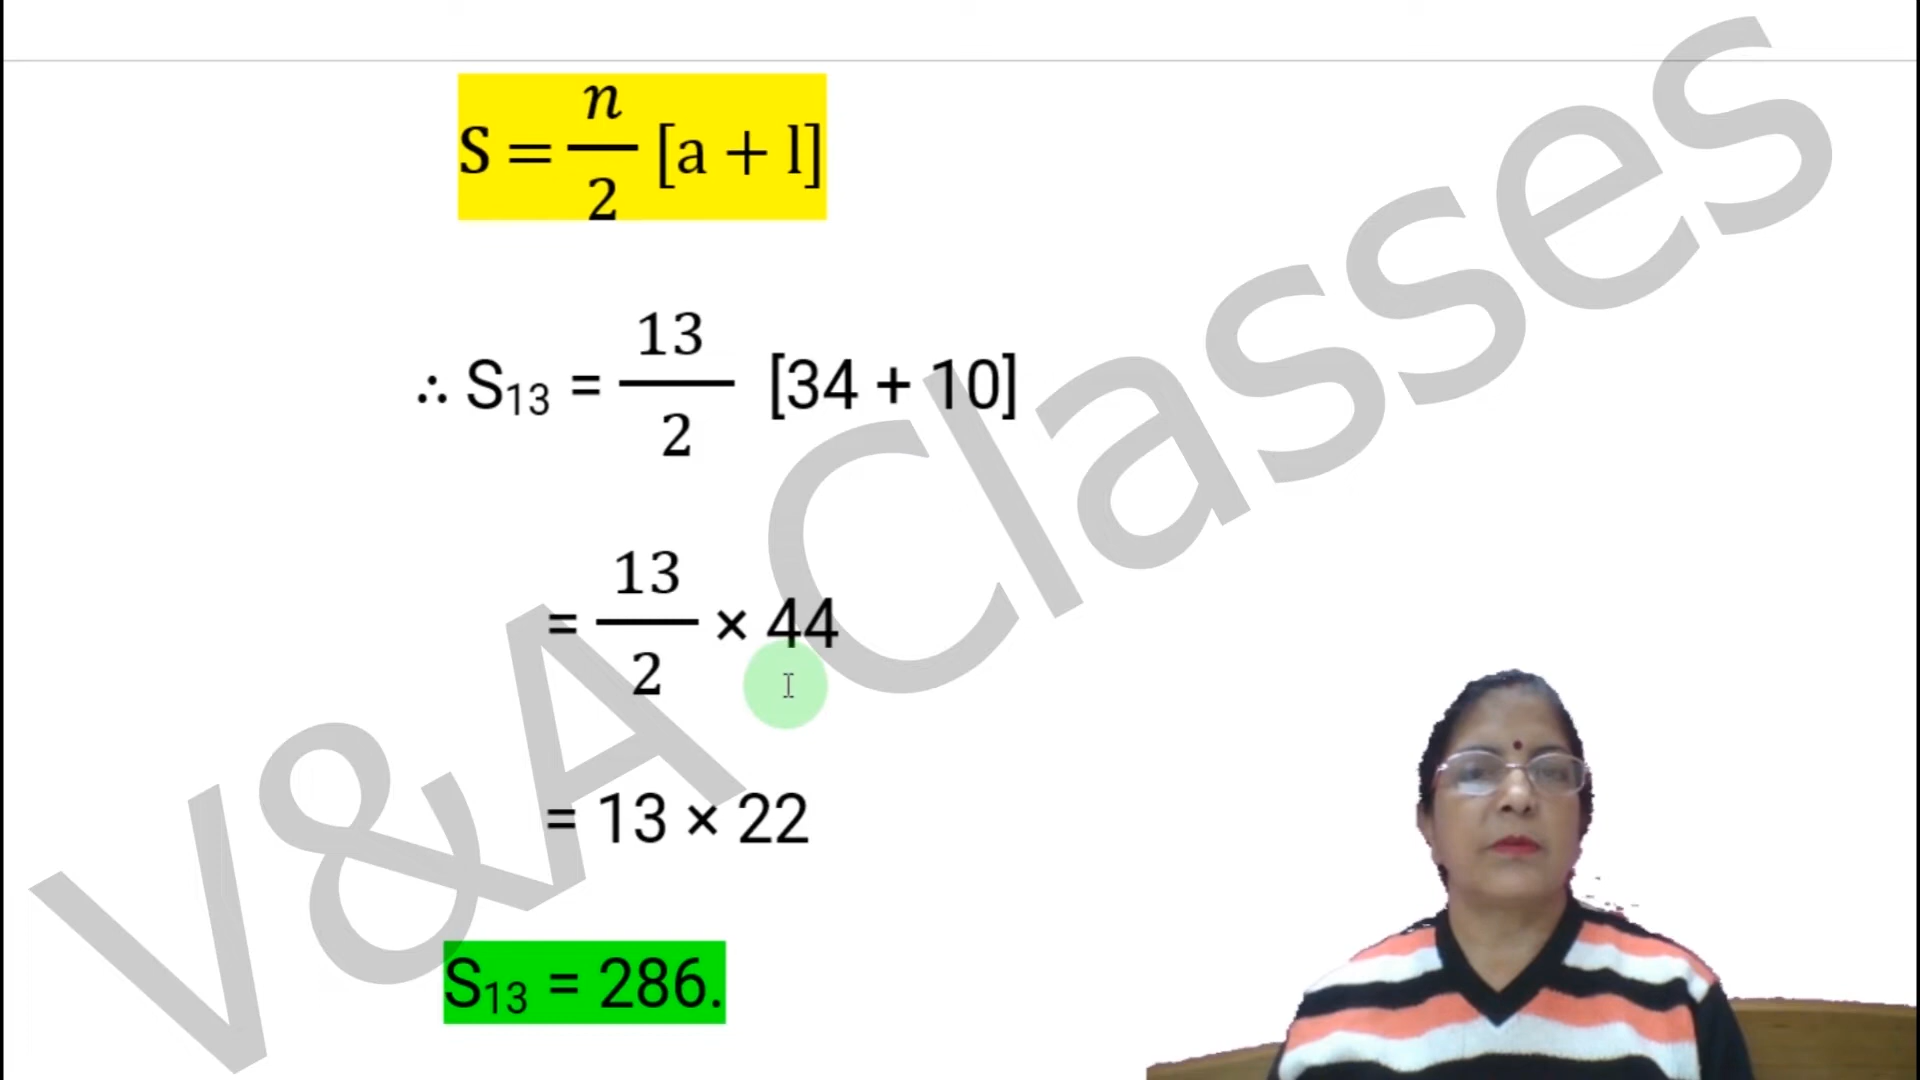 S = n/2 [a + l]
∴ S₁₃ = 13/2 [34 + 10]
= 13/2 × 44
= 13 × 22
S₁₃ = 286.
V&A Classes